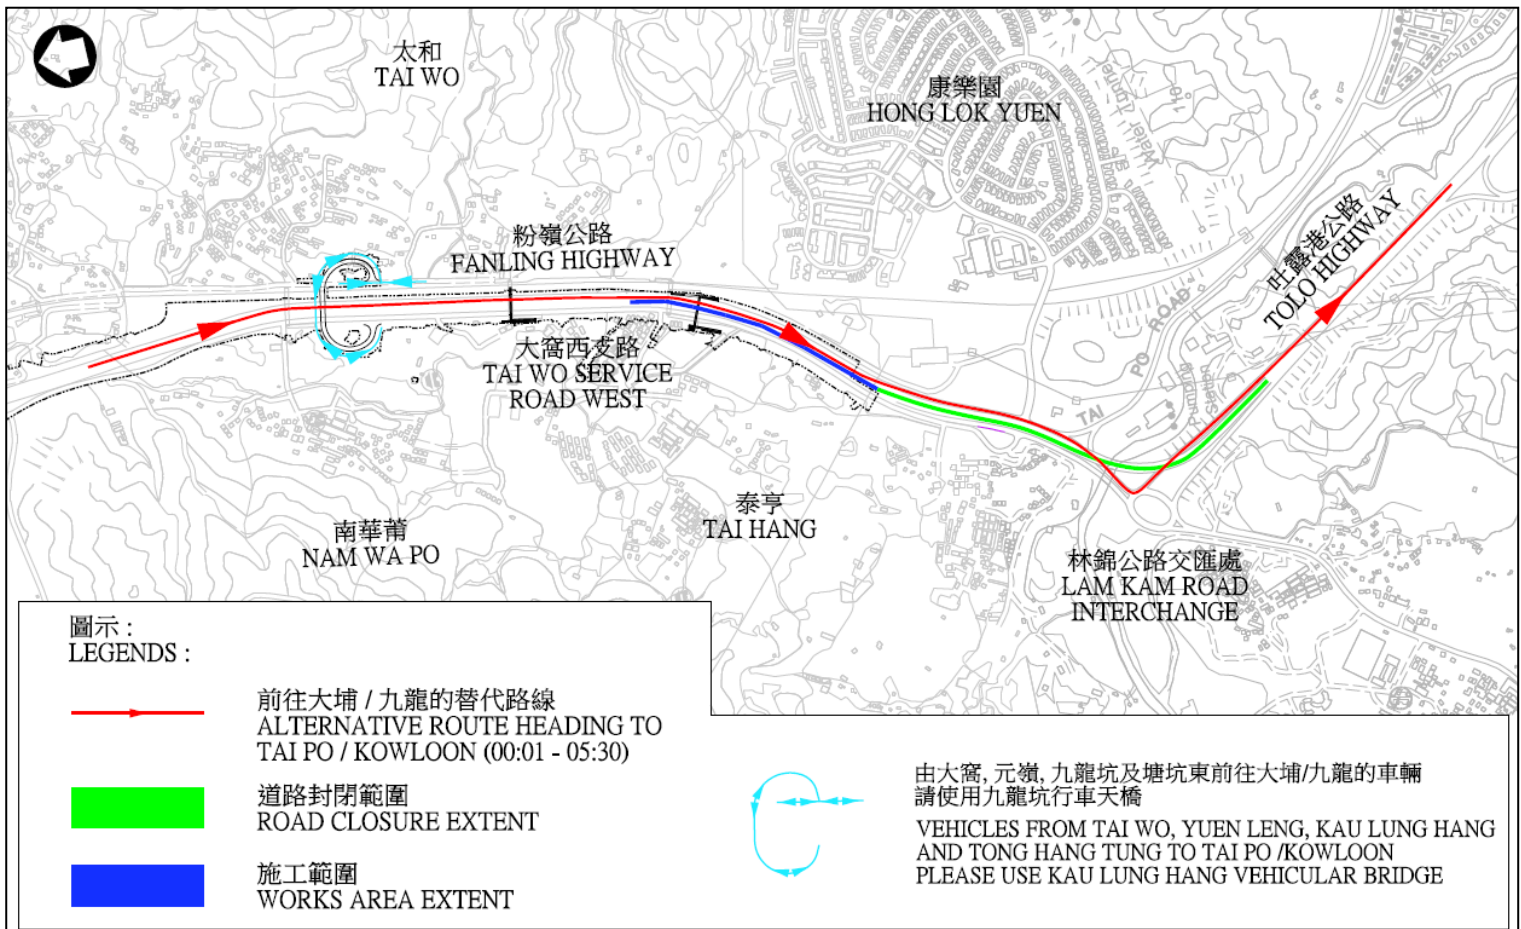 太和
TAI WO
康樂園
HONG LOK YUEN
粉嶺公路
FANLING HIGHWAY
吐露港公路
TOLO HIGHWAY
TAI PO ROAD
大窩西支路
TAI WO SERVICE
ROAD WEST
泰亨
TAI HANG
南華莆
NAM WA PO
林錦公路交匯處
LAM KAM ROAD
INTERCHANGE
圖示 :
LEGENDS :
前往大埔 / 九龍的替代路線
ALTERNATIVE ROUTE HEADING TO
TAI PO / KOWLOON (00:01 - 05:30)
道路封閉範圍
ROAD CLOSURE EXTENT
施工範圍
WORKS AREA EXTENT
由大窩, 元嶺, 九龍坑及塘坑東前往大埔/九龍的車輛
請使用九龍坑行車天橋
VEHICLES FROM TAI WO, YUEN LENG, KAU LUNG HANG
AND TONG HANG TUNG TO TAI PO /KOWLOON
PLEASE USE KAU LUNG HANG VEHICULAR BRIDGE